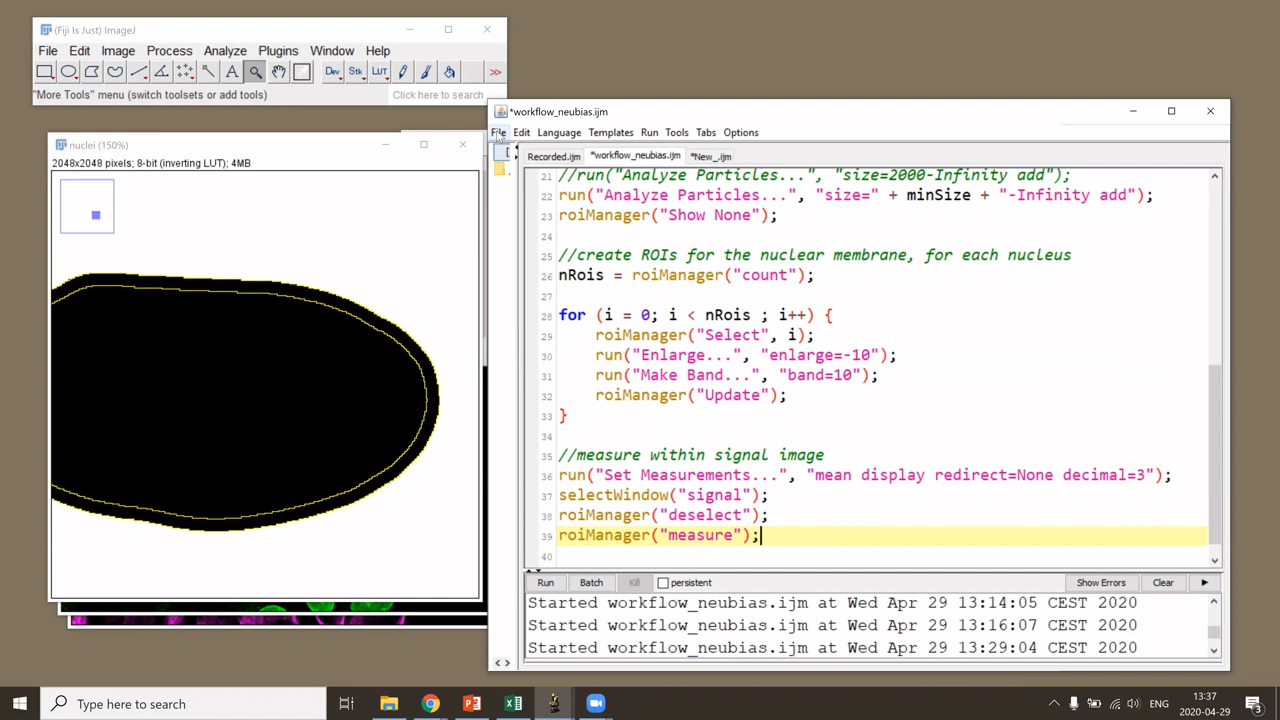 (Fiji Is Just) ImageJ
File Edit Image Process Analyze Plugins Window Help
A Dev Stk LUT >>
"More Tools" menu (switch toolsets or add tools) Click here to search
*workflow_neubias.ijm
File Edit Language Templates Run Tools Tabs Options
Recorded.ijm *workflow_neubias.ijm *New_.ijm
nuclei (150%)
2048x2048 pixels; 8-bit (inverting LUT); 4MB
21 //run("Analyze Particles...", "size=2000-Infinity add");
22 run("Analyze Particles...", "size=" + minSize + "-Infinity add");
23 roiManager("Show None");
24
25 //create ROIs for the nuclear membrane, for each nucleus
26 nRois = roiManager("count");
27
28 for (i = 0; i < nRois ; i++) {
29 roiManager("Select", i);
30 run("Enlarge...", "enlarge=-10");
31 run("Make Band...", "band=10");
32 roiManager("Update");
33 }
34
35 //measure within signal image
36 run("Set Measurements...", "mean display redirect=None decimal=3");
37 selectWindow("signal");
38 roiManager("deselect");
39 roiManager("measure");
40
Run Batch Kill persistent Show Errors Clear
Started workflow_neubias.ijm at Wed Apr 29 13:14:05 CEST 2020
Started workflow_neubias.ijm at Wed Apr 29 13:16:07 CEST 2020
Started workflow_neubias.ijm at Wed Apr 29 13:29:04 CEST 2020
Type here to search
13:37
2020-04-29
3